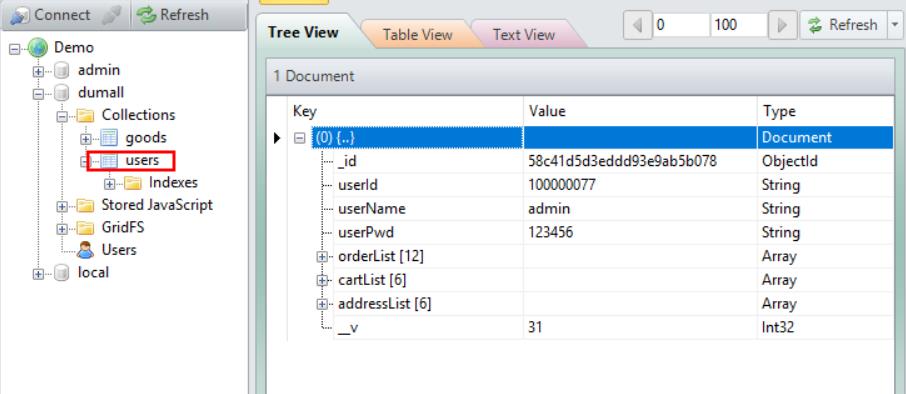 Connect Refresh
Demo
admin
dumall
Collections
goods
users
Indexes
Stored JavaScript
GridFS
Users
local
Tree View Table View Text View 0 100 Refresh
1 Document
Key Value Type
(0) {..} Document
_id 58c41d5d3eddd93e9ab5b078 ObjectId
userId 100000077 String
userName admin String
userPwd 123456 String
orderList [12] Array
cartList [6] Array
addressList [6] Array
__v 31 Int32